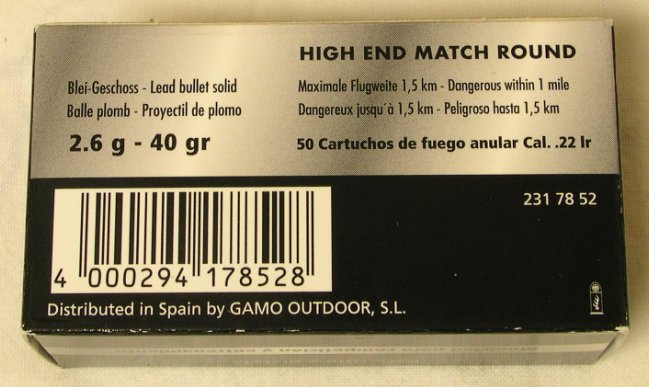 HIGH END MATCH ROUND
Blei-Geschoss - Lead bullet solid
Balle plomb - Proyectil de plomo
2.6 g - 40 gr
Maximale Flugweite 1,5 km - Dangerous within 1 mile
Dangereux jusqu´à 1,5 km - Peligroso hasta 1,5 km
50 Cartuchos de fuego anular Cal. .22 lr
231 78 52
4 000294 178528
Distributed in Spain by GAMO OUTDOOR, S.L.